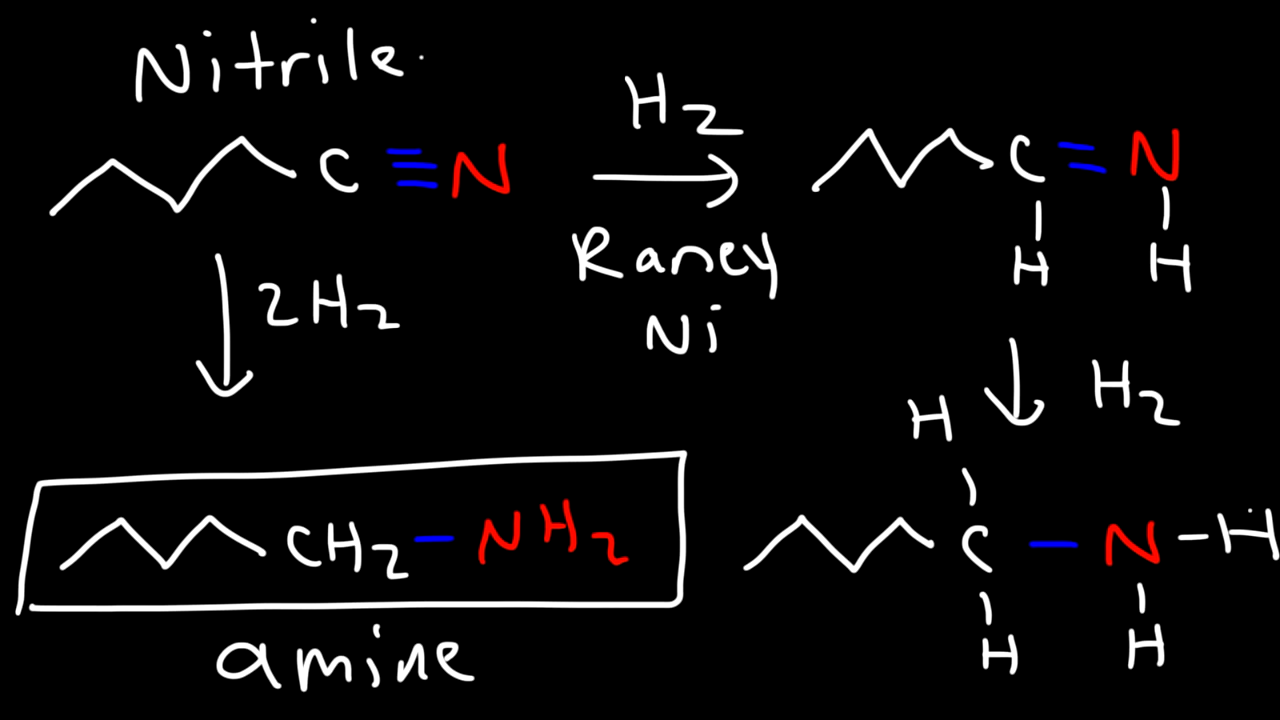 Nitrile
C≡N
H2
Raney
Ni
C=N
H H
2H2
H2
CH2-NH2
amine
H
C-N-H
H H